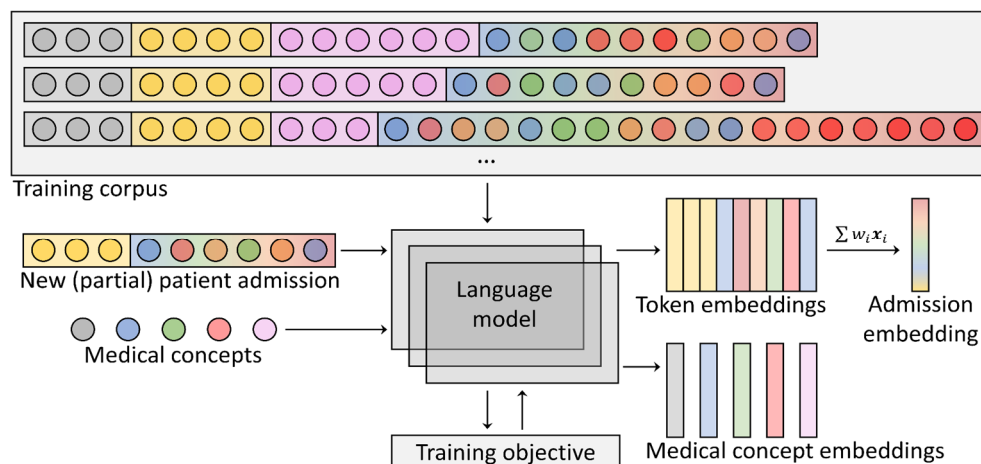 ...
Training corpus
New (partial) patient admission
Medical concepts
Language
model
Training objective
Token embeddings
∑ wᵢxᵢ
Admission
embedding
Medical concept embeddings